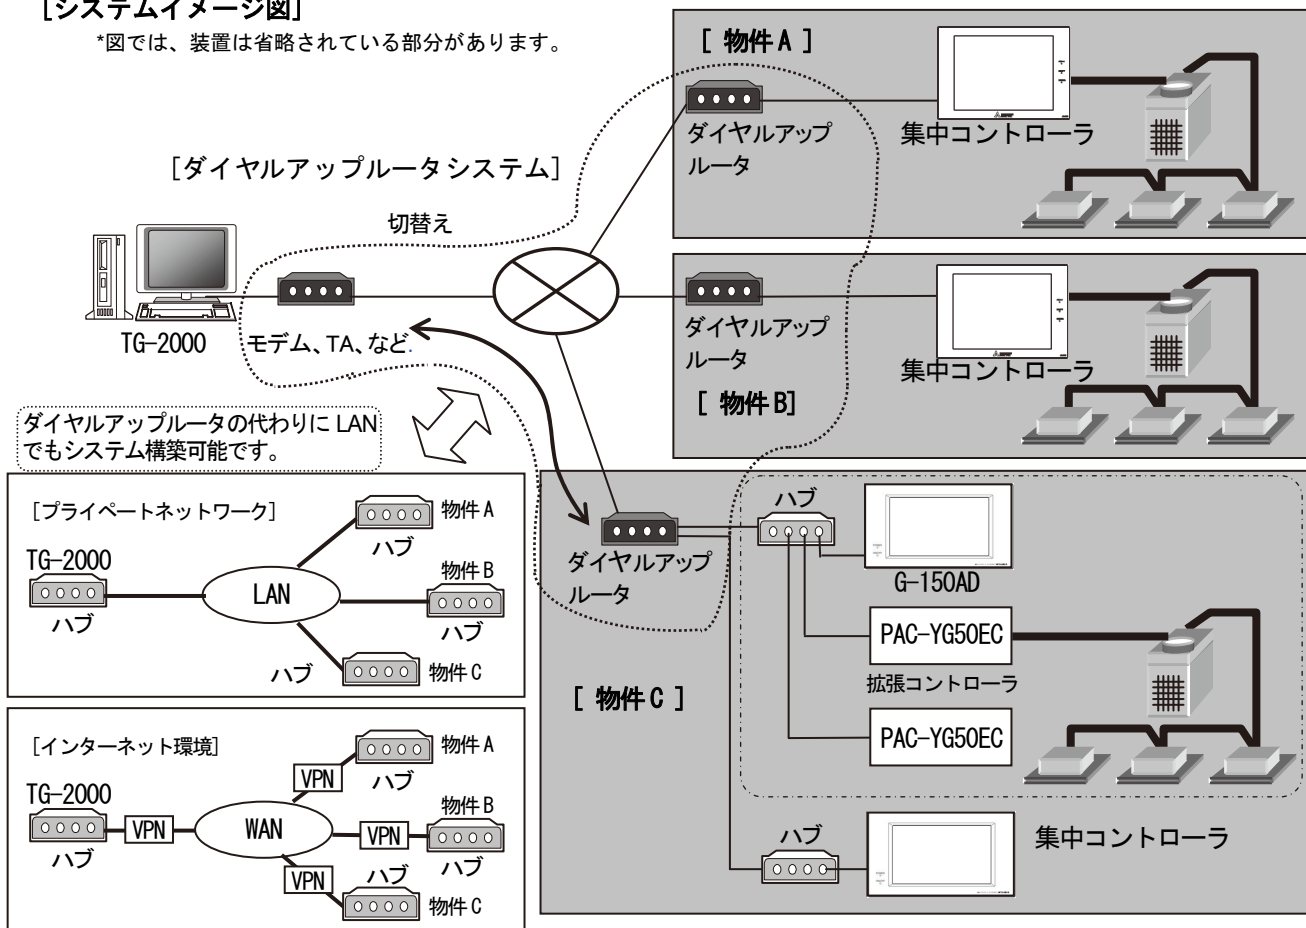 [システムイメージ図]
*図では、装置は省略されている部分があります。
[ダイヤルアップルータシステム]
切替え
TG-2000
モデム、TA、など.
[ 物件A ]
ダイヤルアップ
ルータ
集中コントローラ
ダイヤルアップ
ルータ
集中コントローラ
[ 物件B]
ダイヤルアップルータの代わりに LAN
でもシステム構築可能です。
[プライベートネットワーク]
TG-2000
ハブ
LAN
物件A
ハブ
物件B
ハブ
ハブ
物件C
[インターネット環境]
TG-2000
ハブ
VPN
WAN
VPN
物件A
ハブ
VPN
物件B
ハブ
VPN
ハブ
物件C
ダイヤルアップ
ルータ
[ 物件C ]
ハブ
G-150AD
PAC-YG50EC
拡張コントローラ
PAC-YG50EC
ハブ
集中コントローラ